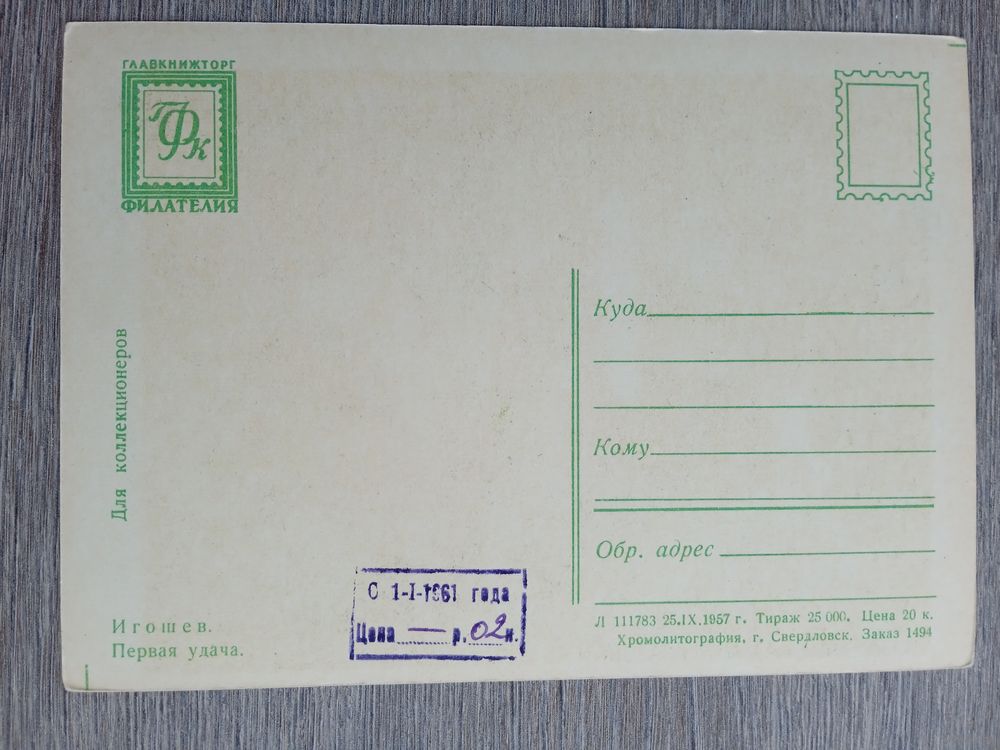 ГЛАВКНИЖТОРГ
ПФК
ФИЛАТЕЛИЯ
Для коллекционеров
Куда
Кому
Обр. адрес
С 1-I-1961 года
Цена — р. 02 к.
Игошев.
Первая удача.
Л 111783 25.IX.1957 г. Тираж 25 000. Цена 20 к.
Хромолитография, г. Свердловск. Заказ 1494